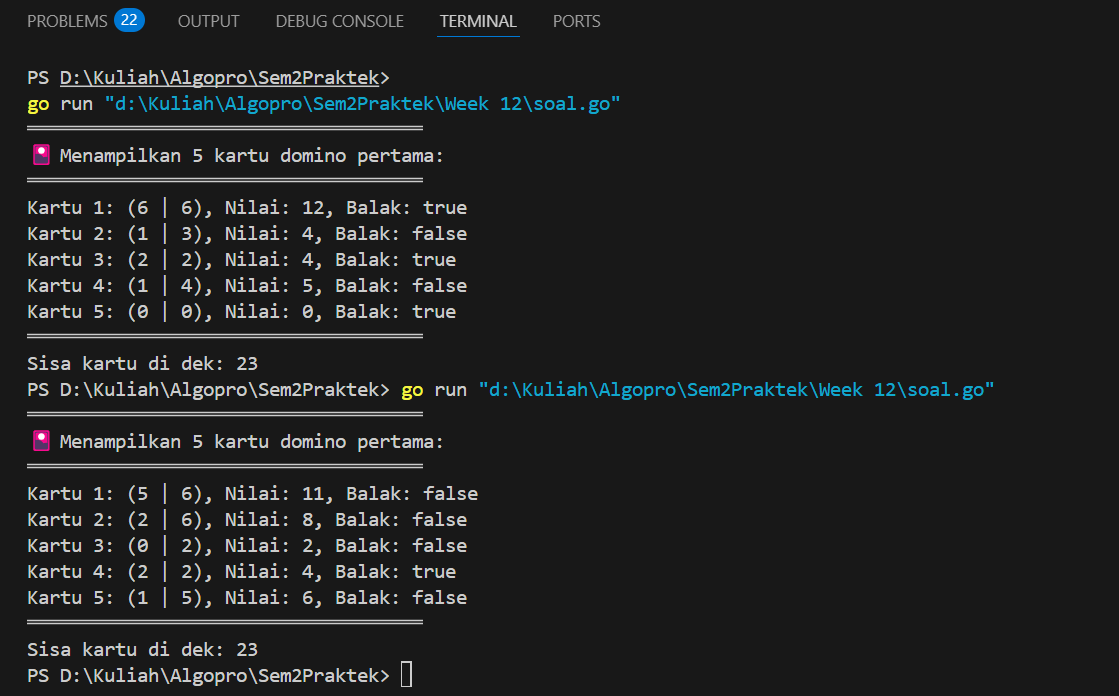 PROBLEMS 22 OUTPUT DEBUG CONSOLE TERMINAL PORTS
PS D:\Kuliah\Algopro\Sem2Praktek>
go run "d:\Kuliah\Algopro\Sem2Praktek\Week 12\soal.go"
════════════════════════════════════
🎴 Menampilkan 5 kartu domino pertama:
════════════════════════════════════
Kartu 1: (6 | 6), Nilai: 12, Balak: true
Kartu 2: (1 | 3), Nilai: 4, Balak: false
Kartu 3: (2 | 2), Nilai: 4, Balak: true
Kartu 4: (1 | 4), Nilai: 5, Balak: false
Kartu 5: (0 | 0), Nilai: 0, Balak: true
════════════════════════════════════
Sisa kartu di dek: 23
PS D:\Kuliah\Algopro\Sem2Praktek> go run "d:\Kuliah\Algopro\Sem2Praktek\Week 12\soal.go"
════════════════════════════════════
🎴 Menampilkan 5 kartu domino pertama:
════════════════════════════════════
Kartu 1: (5 | 6), Nilai: 11, Balak: false
Kartu 2: (2 | 6), Nilai: 8, Balak: false
Kartu 3: (0 | 2), Nilai: 2, Balak: false
Kartu 4: (2 | 2), Nilai: 4, Balak: true
Kartu 5: (1 | 5), Nilai: 6, Balak: false
════════════════════════════════════
Sisa kartu di dek: 23
PS D:\Kuliah\Algopro\Sem2Praktek>